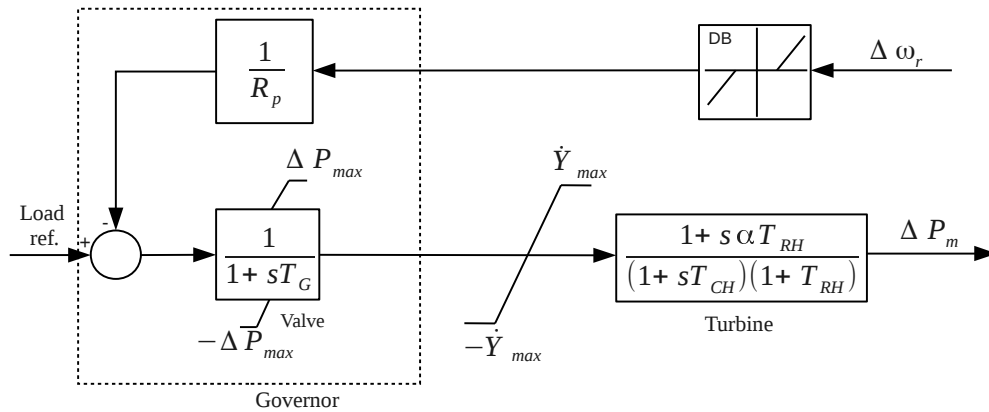 DB
Δ ω_r
1
R_p
Δ P_max
Ẏ_max
Load
ref.
-
+
1
1+ sT_G
1+ s αT_RH
(1+ sT_CH)(1+ T_RH)
Δ P_m
−Δ P_max
Valve
−Ẏ_max
Turbine
Governor